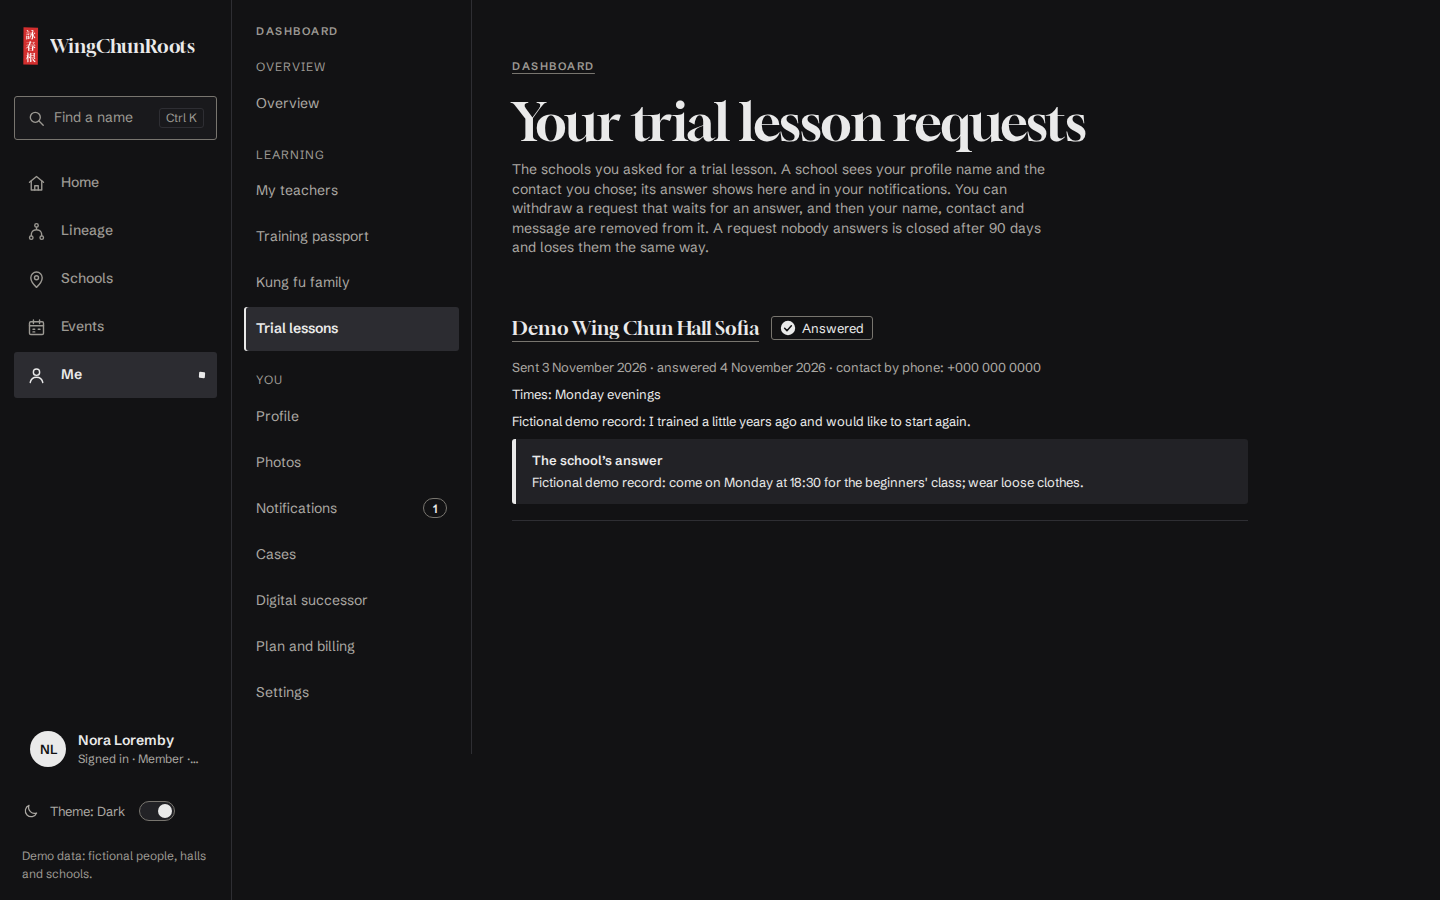 詠春根
WingChunRoots
Find a name
Ctrl K
Home
Lineage
Schools
Events
Me
NL
Nora Loremby
Signed in · Member ·...
Theme: Dark
Demo data: fictional people, halls
and schools.
DASHBOARD
OVERVIEW
Overview
LEARNING
My teachers
Training passport
Kung fu family
Trial lessons
YOU
Profile
Photos
Notifications
1
Cases
Digital successor
Plan and billing
Settings
DASHBOARD
Your trial lesson requests
The schools you asked for a trial lesson. A school sees your profile name and the
contact you chose; its answer shows here and in your notifications. You can
withdraw a request that waits for an answer, and then your name, contact and
message are removed from it. A request nobody answers is closed after 90 days
and loses them the same way.
Demo Wing Chun Hall Sofia
Answered
Sent 3 November 2026 · answered 4 November 2026 · contact by phone: +000 000 0000
Times: Monday evenings
Fictional demo record: I trained a little years ago and would like to start again.
The school’s answer
Fictional demo record: come on Monday at 18:30 for the beginners' class; wear loose clothes.